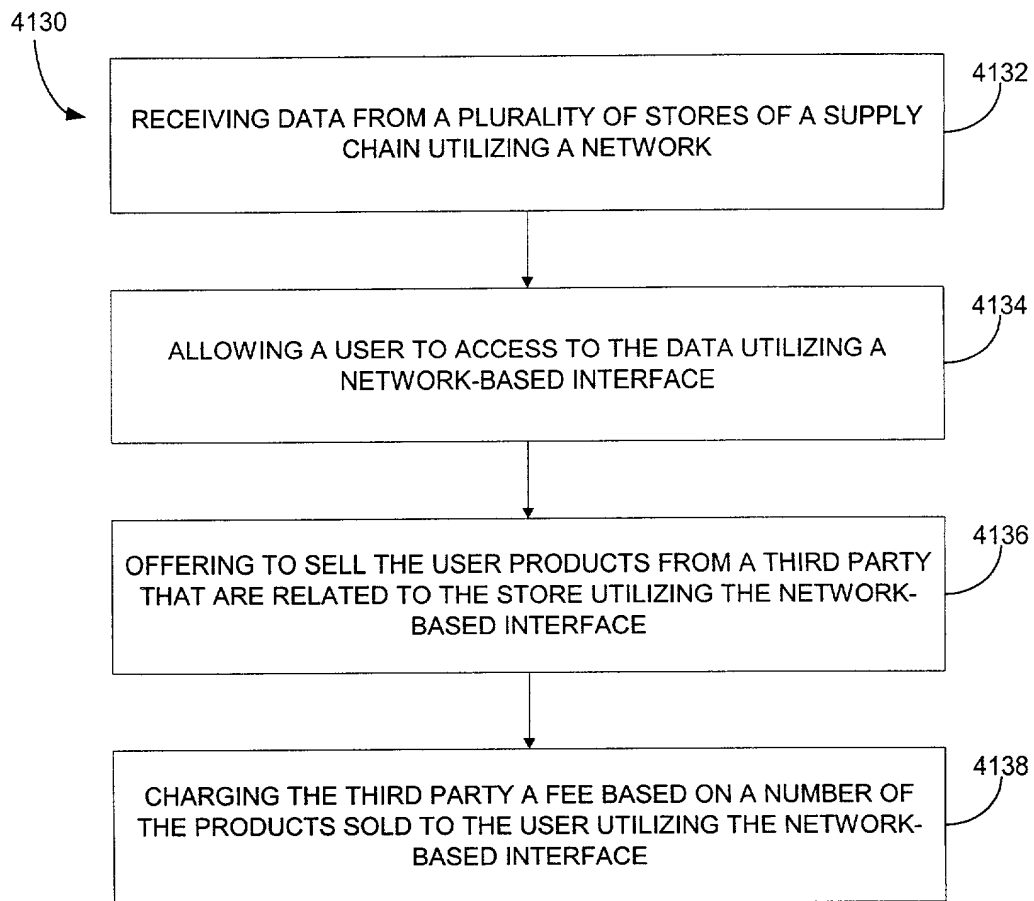 4130
4132
RECEIVING DATA FROM A PLURALITY OF STORES OF A SUPPLY
CHAIN UTILIZING A NETWORK
4134
ALLOWING A USER TO ACCESS TO THE DATA UTILIZING A
NETWORK-BASED INTERFACE
4136
OFFERING TO SELL THE USER PRODUCTS FROM A THIRD PARTY
THAT ARE RELATED TO THE STORE UTILIZING THE NETWORK-
BASED INTERFACE
4138
CHARGING THE THIRD PARTY A FEE BASED ON A NUMBER OF
THE PRODUCTS SOLD TO THE USER UTILIZING THE NETWORK-
BASED INTERFACE